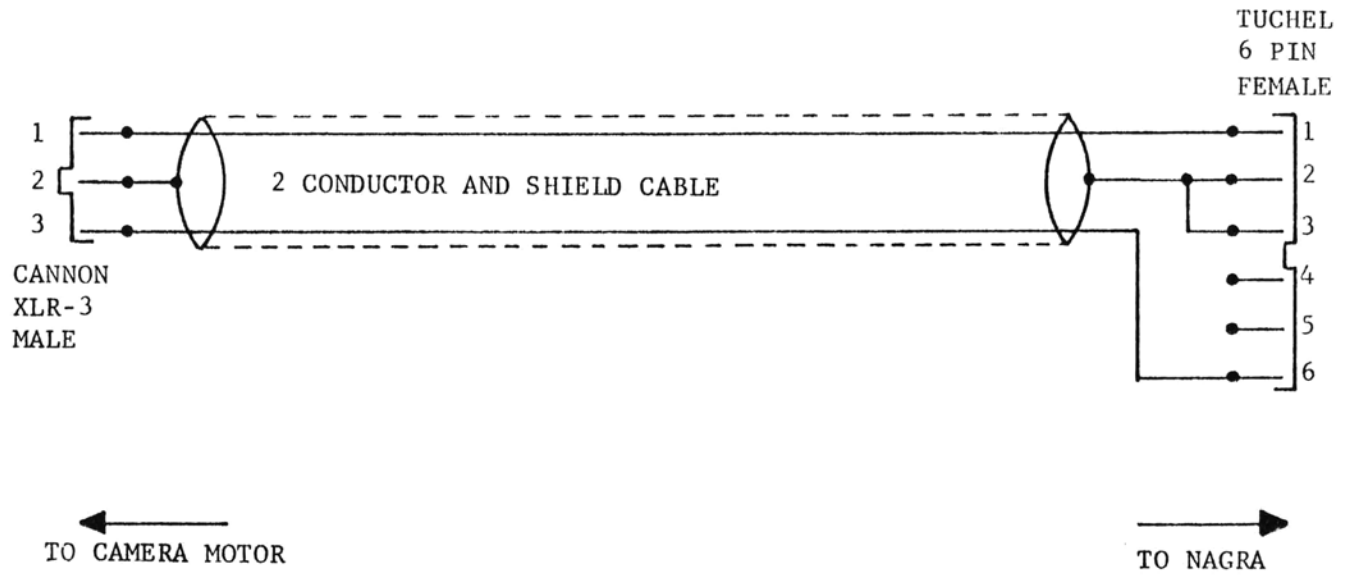 TUCHEL
6 PIN
FEMALE
1
2
3
CANNON
XLR-3
MALE
2 CONDUCTOR AND SHIELD CABLE
1
2
3
4
5
6
TO CAMERA MOTOR
TO NAGRA